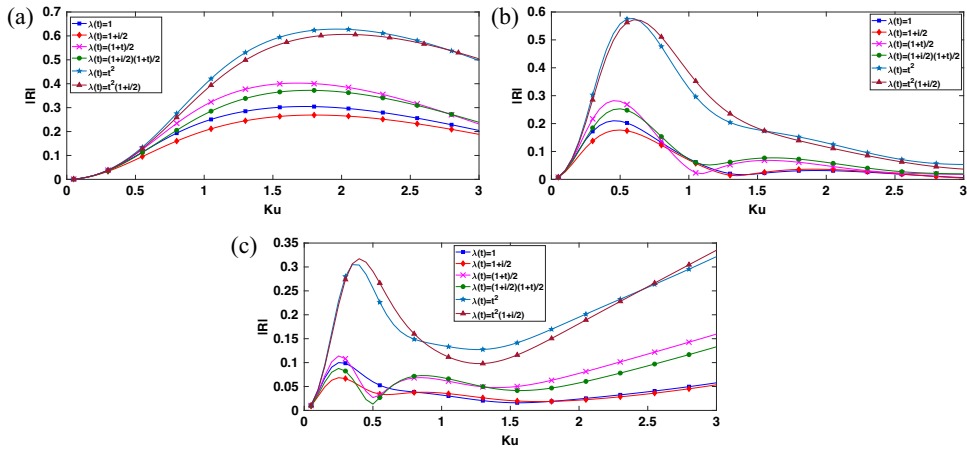 (a)
|R|
0.7
0.6
0.5
0.4
0.3
0.2
0.1
0
λ(t)=1
λ(t)=1+i/2
λ(t)=(1+t)/2
λ(t)=(1+i/2)(1+t)/2
λ(t)=t²
λ(t)=t²(1+i/2)
0 0.5 1 1.5 2 2.5 3
Ku
(b)
|R|
0.6
0.5
0.4
0.3
0.2
0.1
0
λ(t)=1
λ(t)=1+i/2
λ(t)=(1+t)/2
λ(t)=(1+i/2)(1+t)/2
λ(t)=t²
λ(t)=t²(1+i/2)
0 0.5 1 1.5 2 2.5 3
Ku
(c)
|R|
0.35
0.3
0.25
0.2
0.15
0.1
0.05
0
λ(t)=1
λ(t)=1+i/2
λ(t)=(1+t)/2
λ(t)=(1+i/2)(1+t)/2
λ(t)=t²
λ(t)=t²(1+i/2)
0 0.5 1 1.5 2 2.5 3
Ku